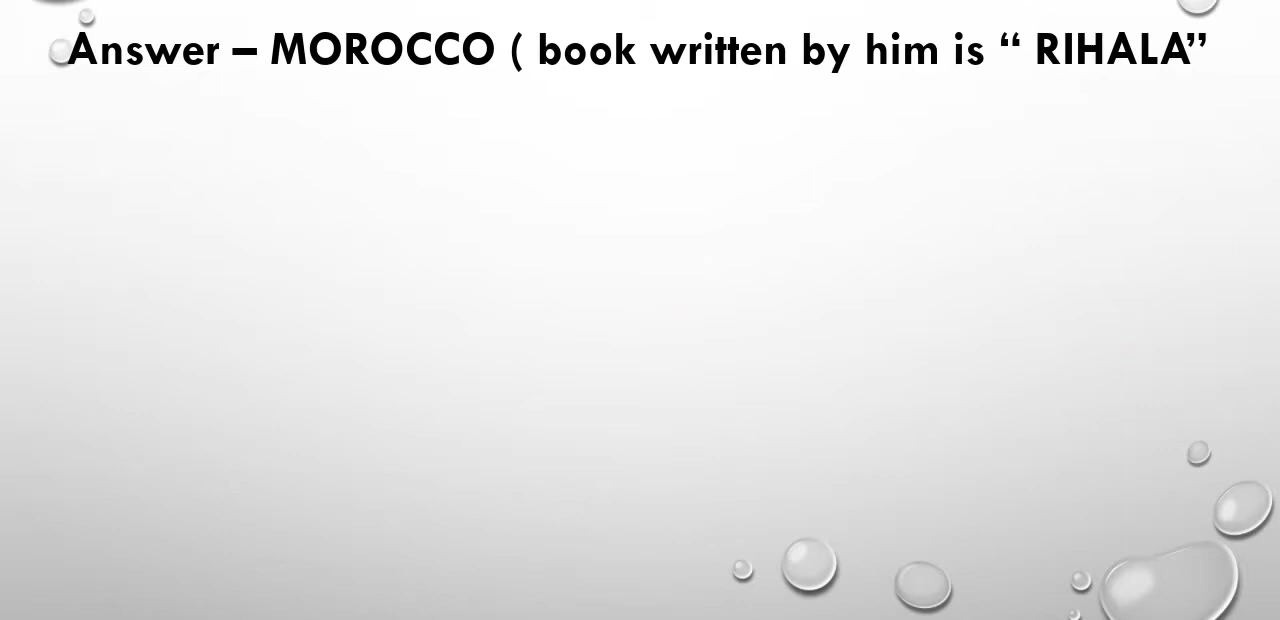 Answer – MOROCCO ( book written by him is “ RIHALA”